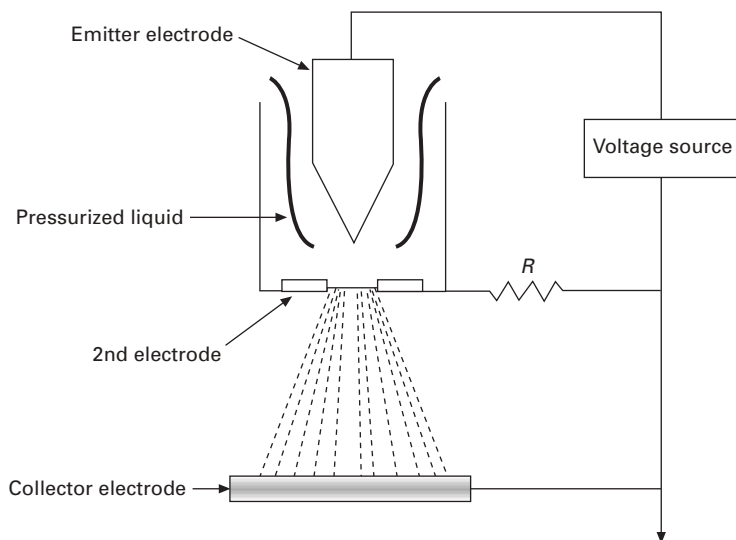 Emitter electrode
Voltage source
Pressurized liquid
R
2nd electrode
Collector electrode